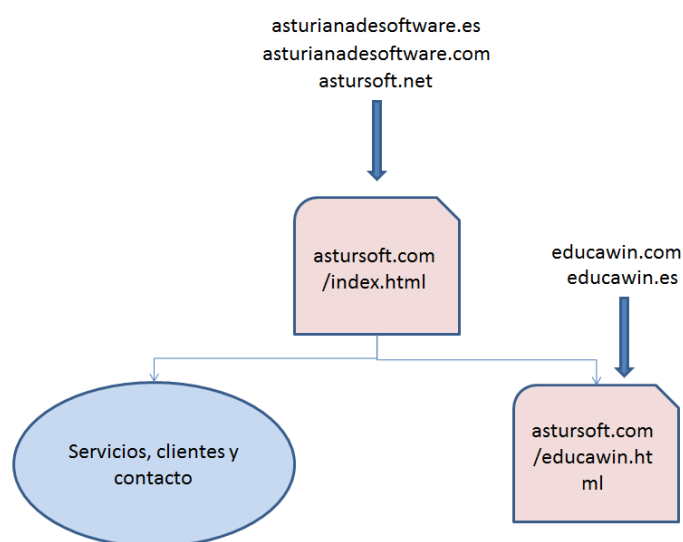 asturianadesoftware.es
asturianadesoftware.com
astursoft.net
astursoft.com
/index.html
educawin.com
educawin.es
Servicios, clientes y
contacto
astursoft.com
/educawin.ht
ml